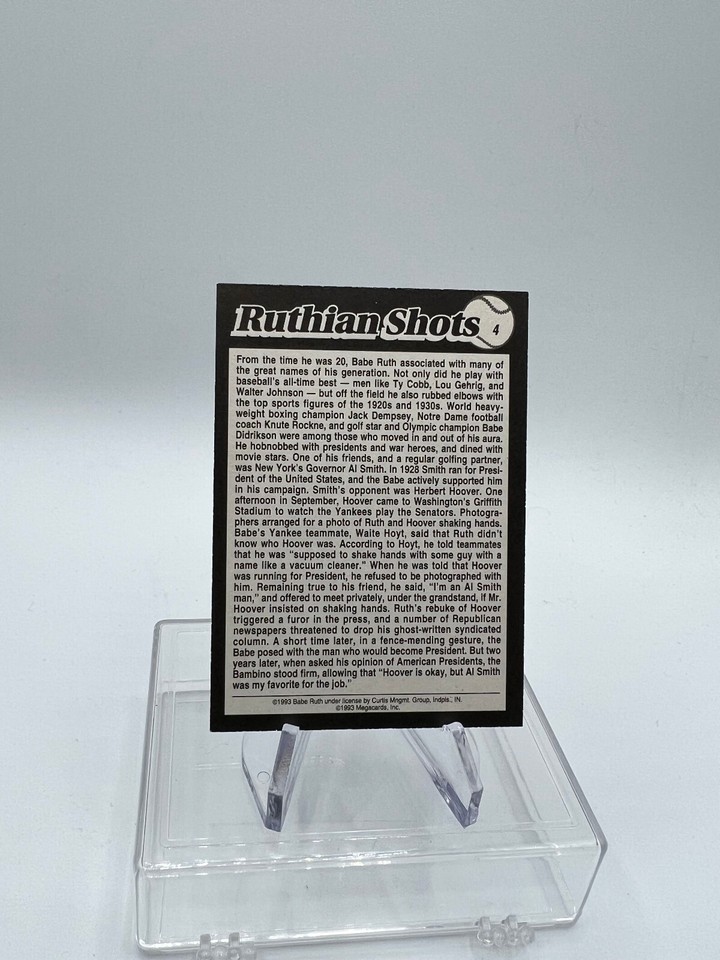 Ruthian Shots 4
From the time he was 20, Babe Ruth associated with many of
the great names of his generation. Not only did he play with
baseball's all-time best — men like Ty Cobb, Lou Gehrig, and
Walter Johnson — but off the field he also rubbed elbows with
the top sports figures of the 1920s and 1930s. World heavy-
weight boxing champion Jack Dempsey, Notre Dame football
coach Knute Rockne, and golf star and Olympic champion Babe
Didrikson were among those who moved in and out of his aura.
He hobnobbed with presidents and war heroes, and dined with
movie stars. One of his friends, and a regular golfing partner,
was New York's Governor Al Smith. In 1928 Smith ran for Presi-
dent of the United States, and the Babe actively supported him
in his campaign. Smith's opponent was Herbert Hoover. One
afternoon in September, Hoover came to Washington's Griffith
Stadium to watch the Yankees play the Senators. Photogra-
phers arranged for a photo of Ruth and Hoover shaking hands.
Babe's Yankee teammate, Waite Hoyt, said that Ruth didn't
know who Hoover was. According to Hoyt, he told teammates
that he was "supposed to shake hands with some guy with a
name like a vacuum cleaner." When he was told that Hoover
was running for President, he refused to be photographed with
him. Remaining true to his friend, he said, "I'm an Al Smith
man," and offered to meet privately, under the grandstand, if Mr.
Hoover insisted on shaking hands. Ruth's rebuke of Hoover
triggered a furor in the press, and a number of Republican
newspapers threatened to drop his ghost-written syndicated
column. A short time later, in a fence-mending gesture, the
Babe posed with the man who would become President. But two
years later, when asked his opinion of American Presidents, the
Bambino stood firm, allowing that "Hoover is okay, but Al Smith
was my favorite for the job."
©1993 Babe Ruth under license by Curtis Mngmt. Group, Indpls., IN.
©1993 Megacards, Inc.